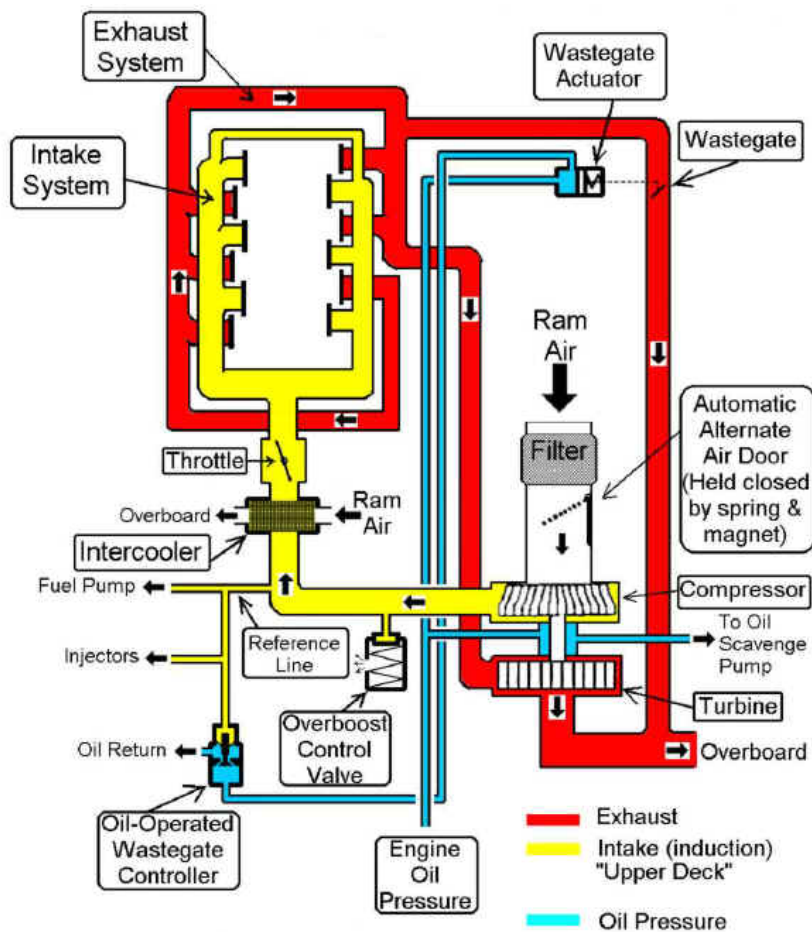 Exhaust
System
Wastegate
Actuator
Wastegate
Intake
System
Ram
Air
Automatic
Alternate
Air Door
(Held closed
by spring &
magnet)
Filter
Throttle
Overboard
Ram
Air
Intercooler
Fuel Pump
Compressor
Reference
Line
To Oil
Scavenge
Pump
Injectors
Turbine
Overboost
Control
Valve
Oil Return
Overboard
Oil-Operated
Wastegate
Controller
Engine
Oil
Pressure
Exhaust
Intake (induction)
"Upper Deck"
Oil Pressure